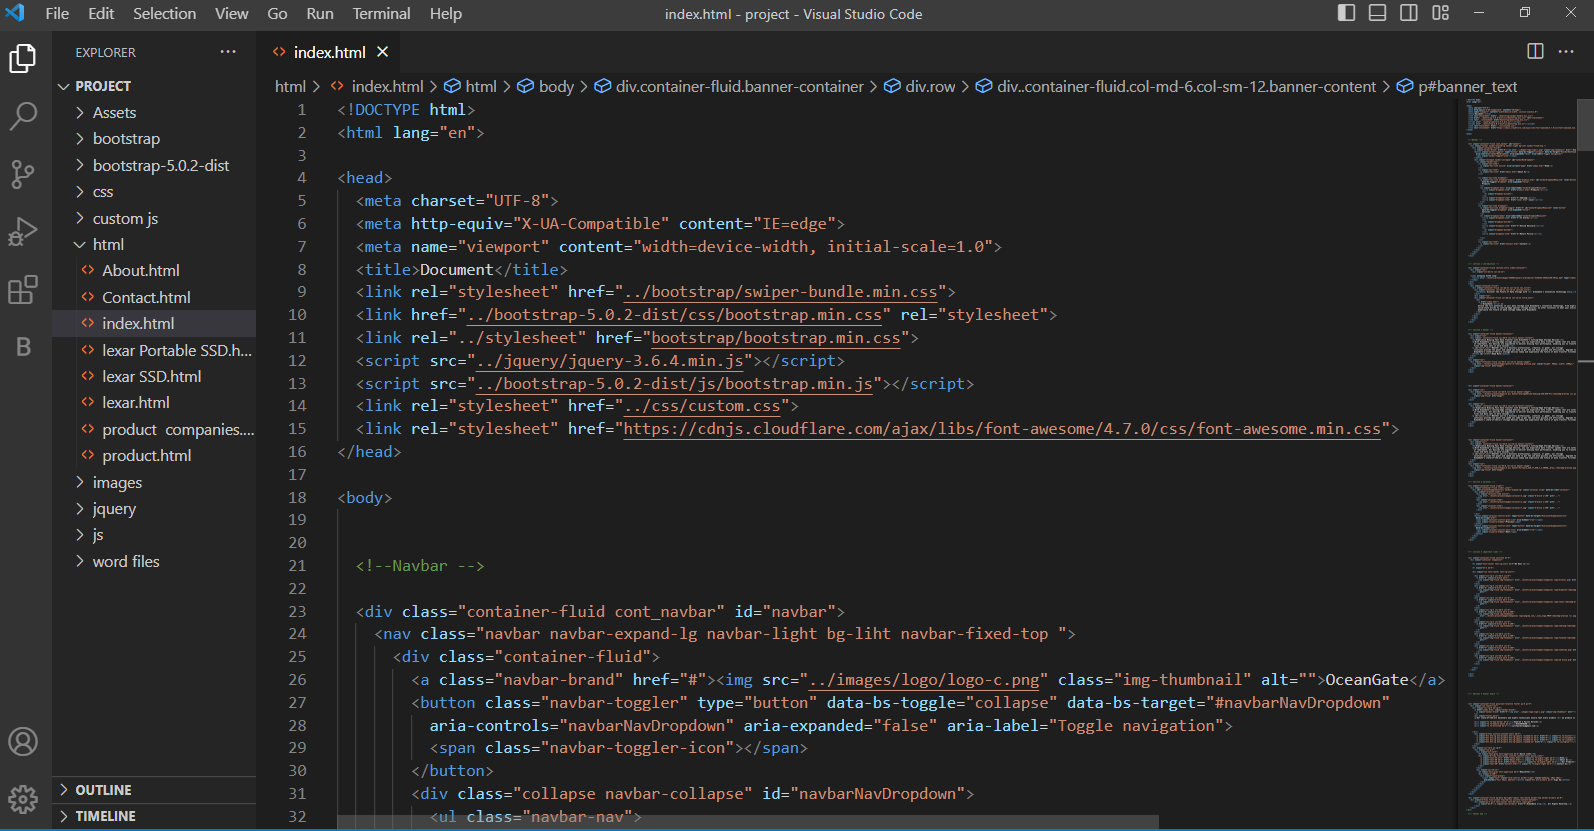 File Edit Selection View Go Run Terminal Help
index.html - project - Visual Studio Code
EXPLORER
index.html
PROJECT
Assets
bootstrap
bootstrap-5.0.2-dist
css
custom js
html
About.html
Contact.html
index.html
lexar Portable SSD.h...
lexar SSD.html
lexar.html
product companies....
product.html
images
jquery
js
word files
OUTLINE
TIMELINE
html > index.html > html > body > div.container-fluid.banner-container > div.row > div..container-fluid.col-md-6.col-sm-12.banner-content > p#banner_text
1 <!DOCTYPE html>
2 <html lang="en">
3
4 <head>
5 <meta charset="UTF-8">
6 <meta http-equiv="X-UA-Compatible" content="IE=edge">
7 <meta name="viewport" content="width=device-width, initial-scale=1.0">
8 <title>Document</title>
9 <link rel="stylesheet" href="../bootstrap/swiper-bundle.min.css">
10 <link href="../bootstrap-5.0.2-dist/css/bootstrap.min.css" rel="stylesheet">
11 <link rel="../stylesheet" href="bootstrap/bootstrap.min.css">
12 <script src="../jquery/jquery-3.6.4.min.js"></script>
13 <script src="../bootstrap-5.0.2-dist/js/bootstrap.min.js"></script>
14 <link rel="stylesheet" href="../css/custom.css">
15 <link rel="stylesheet" href="https://cdnjs.cloudflare.com/ajax/libs/font-awesome/4.7.0/css/font-awesome.min.css">
16 </head>
17
18 <body>
19
20
21 <!--Navbar -->
22
23 <div class="container-fluid cont_navbar" id="navbar">
24 <nav class="navbar navbar-expand-lg navbar-light bg-liht navbar-fixed-top ">
25 <div class="container-fluid">
26 <a class="navbar-brand" href="#"><img src="../images/logo/logo-c.png" class="img-thumbnail" alt="">OceanGate</a>
27 <button class="navbar-toggler" type="button" data-bs-toggle="collapse" data-bs-target="#navbarNavDropdown"
28 aria-controls="navbarNavDropdown" aria-expanded="false" aria-label="Toggle navigation">
29 <span class="navbar-toggler-icon"></span>
30 </button>
31 <div class="collapse navbar-collapse" id="navbarNavDropdown">
32 <ul class="navbar-nav">